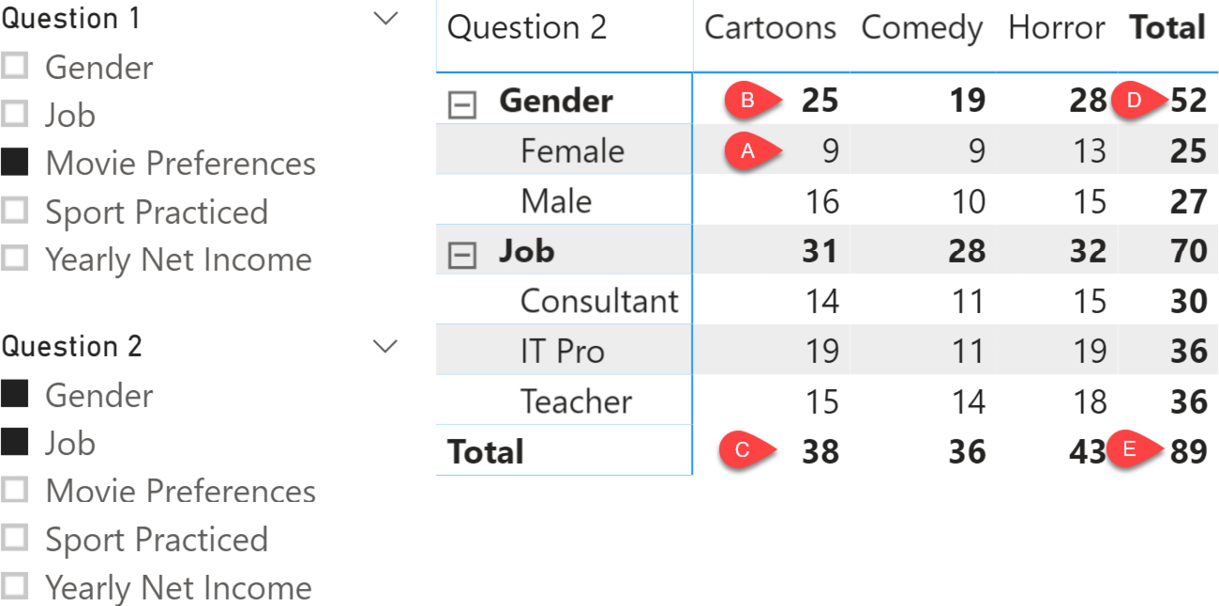 Question 1
Gender
Job
Movie Preferences
Sport Practiced
Yearly Net Income
Question 2
Gender
Job
Movie Preferences
Sport Practiced
Yearly Net Income
Question 2 Cartoons Comedy Horror Total
Gender B 25 19 28 D 52
Female A 9 9 13 25
Male 16 10 15 27
Job 31 28 32 70
Consultant 14 11 15 30
IT Pro 19 11 19 36
Teacher 15 14 18 36
Total C 38 36 43 E 89